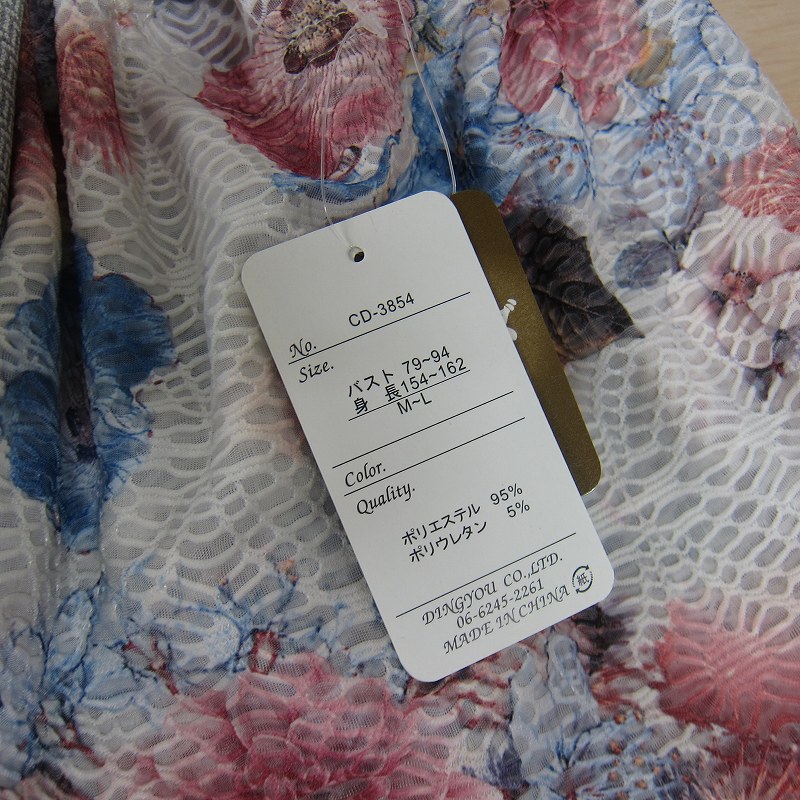 No. CD-3854
Size.
バスト 79~94
身 長154~162
M~L
Color.
Quality.
ポリエステル 95%
ポリウレタン 5%
DINGYOU CO.,LTD.
06-6245-2261
MADE IN CHINA 紙